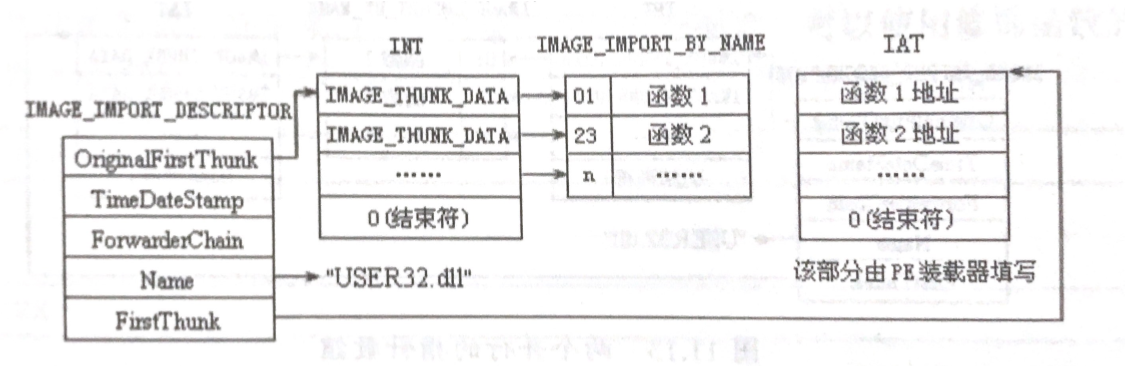 INT
IMAGE_IMPORT_BY_NAME
IAT
IMAGE_IMPORT_DESCRIPTOR
OriginalFirstThunk
TimeDateStamp
ForwarderChain
Name
FirstThunk
IMAGE_THUNK_DATA
IMAGE_THUNK_DATA
……
0(结束符)
"USER32.dll"
01 函数1
23 函数2
n ……
函数1地址
函数2地址
……
0(结束符)
该部分由PE装载器填写